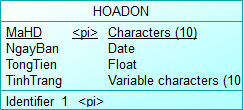 HOADON
MaHD <pi> Characters (10)
NgayBan Date
TongTien Float
TinhTrang Variable characters (10
Identifier 1 <pi>